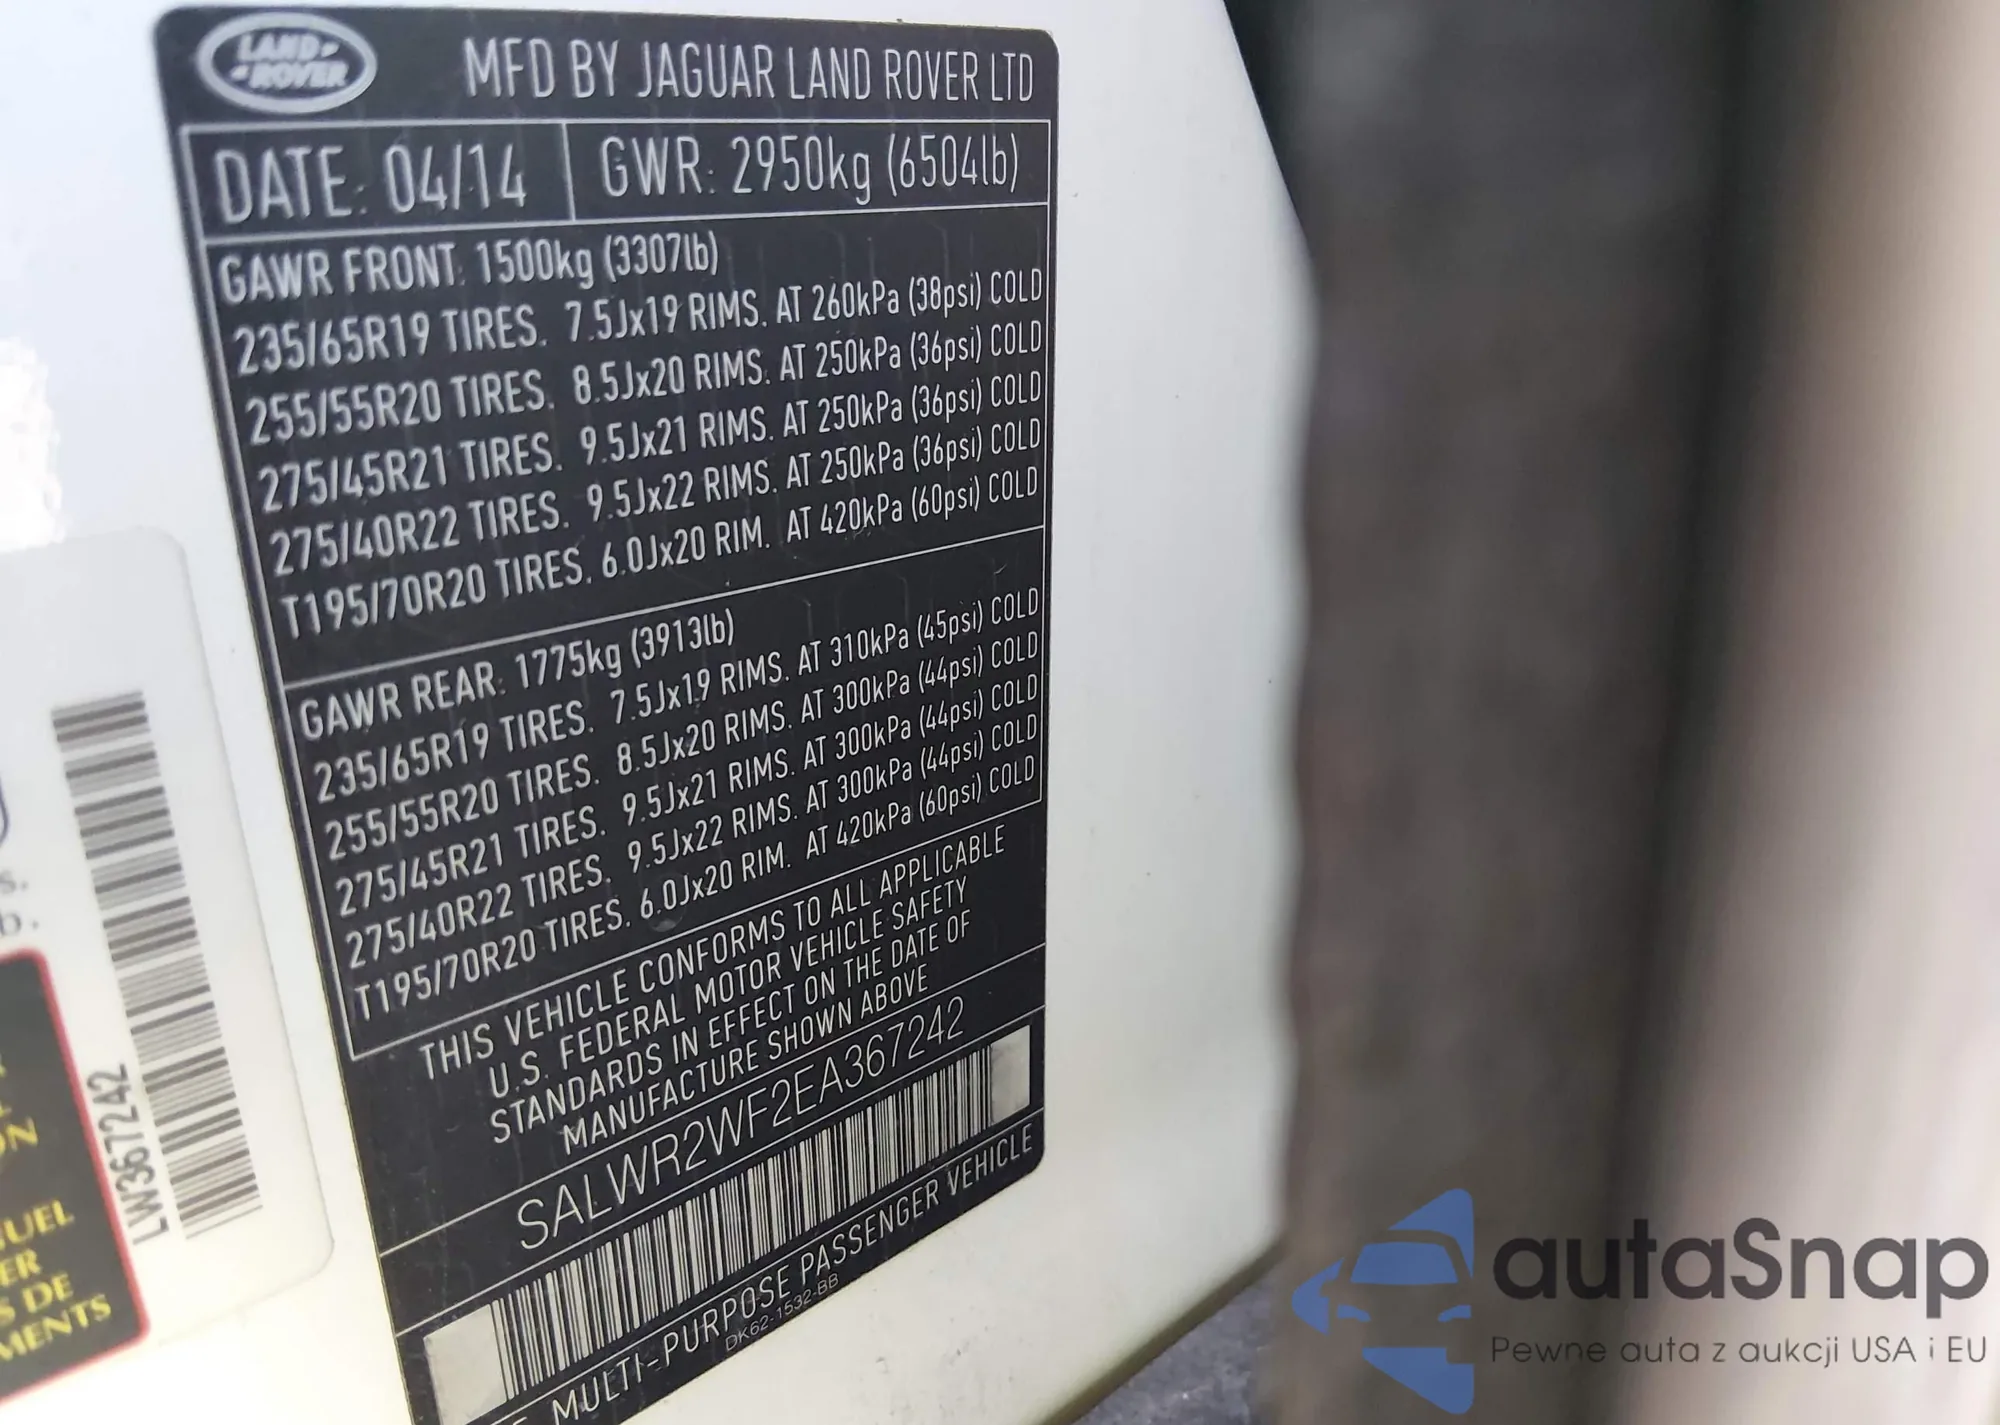 LAND-
-ROVER
MFD BY JAGUAR LAND ROVER LTD
DATE: 04/14
GWR: 2950kg (6504lb)
GAWR FRONT: 1500kg (3307lb)
235/65R19 TIRES. 7.5Jx19 RIMS. AT 260kPa (38psi) COLD
255/55R20 TIRES. 8.5Jx20 RIMS. AT 250kPa (36psi) COLD
275/45R21 TIRES. 9.5Jx21 RIMS. AT 250kPa (36psi) COLD
275/40R22 TIRES. 9.5Jx22 RIMS. AT 250kPa (36psi) COLD
T195/70R20 TIRES. 6.0Jx20 RIM. AT 420kPa (60psi) COLD
GAWR REAR: 1775kg (3913lb)
235/65R19 TIRES. 7.5Jx19 RIMS. AT 310kPa (45psi) COLD
255/55R20 TIRES. 8.5Jx20 RIMS. AT 300kPa (44psi) COLD
275/45R21 TIRES. 9.5Jx21 RIMS. AT 300kPa (44psi) COLD
275/40R22 TIRES. 9.5Jx22 RIMS. AT 300kPa (44psi) COLD
T195/70R20 TIRES. 6.0Jx20 RIM. AT 420kPa (60psi) COLD
THIS VEHICLE CONFORMS TO ALL APPLICABLE
U.S. FEDERAL MOTOR VEHICLE SAFETY
STANDARDS IN EFFECT ON THE DATE OF
MANUFACTURE SHOWN ABOVE
SALWR2WF2EA367242
MULTI-PURPOSE PASSENGER VEHICLE
DK62-1532-BB
LW367242
S DE
MENTS
autaSnap
Pewne auta z aukcji USA i EU